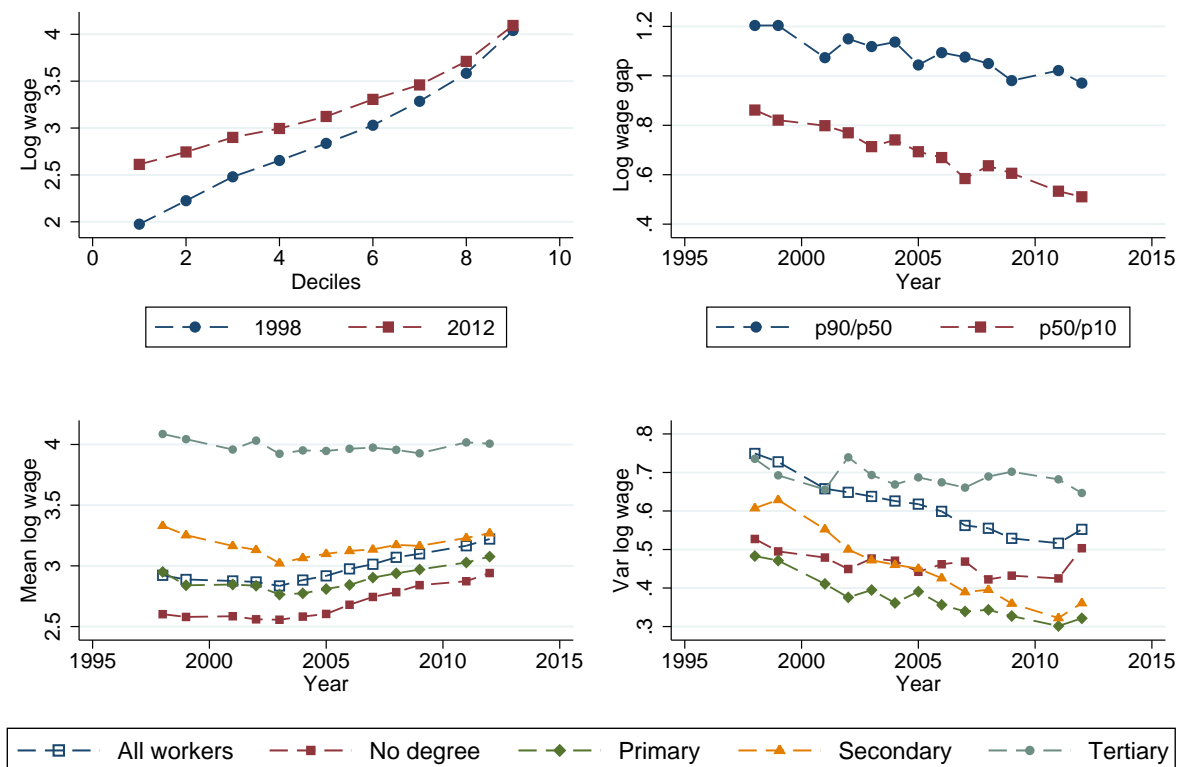 Log wage
4
3.5
3
2.5
2
0 2 4 6 8 10
Deciles
1998 2012
Log wage gap
1.2
1
.8
.6
.4
1995 2000 2005 2010 2015
Year
p90/p50 p50/p10
Mean log wage
4
3.5
3
2.5
1995 2000 2005 2010 2015
Year
Var log wage
.8
.7
.6
.5
.4
.3
1995 2000 2005 2010 2015
Year
All workers No degree Primary Secondary Tertiary